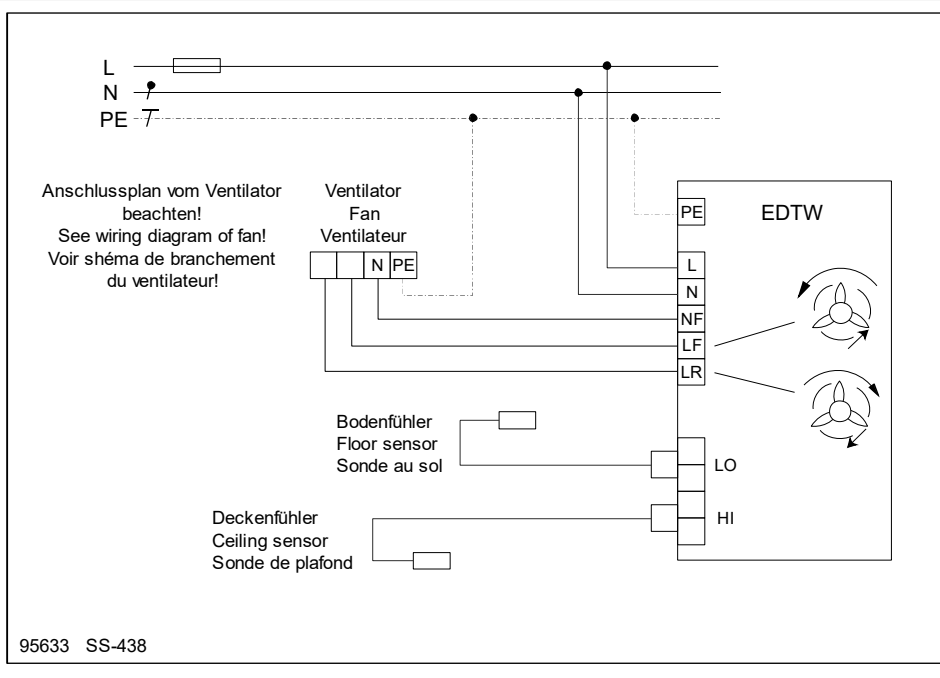 L
N
PE
Anschlussplan vom Ventilator
beachten!
See wiring diagram of fan!
Voir shéma de branchement
du ventilateur!
Ventilator
Fan
Ventilateur
N PE
PE
EDTW
L
N
NF
LF
LR
Bodenfühler
Floor sensor
Sonde au sol
LO
Deckenfühler
Ceiling sensor
Sonde de plafond
HI
95633 SS-438